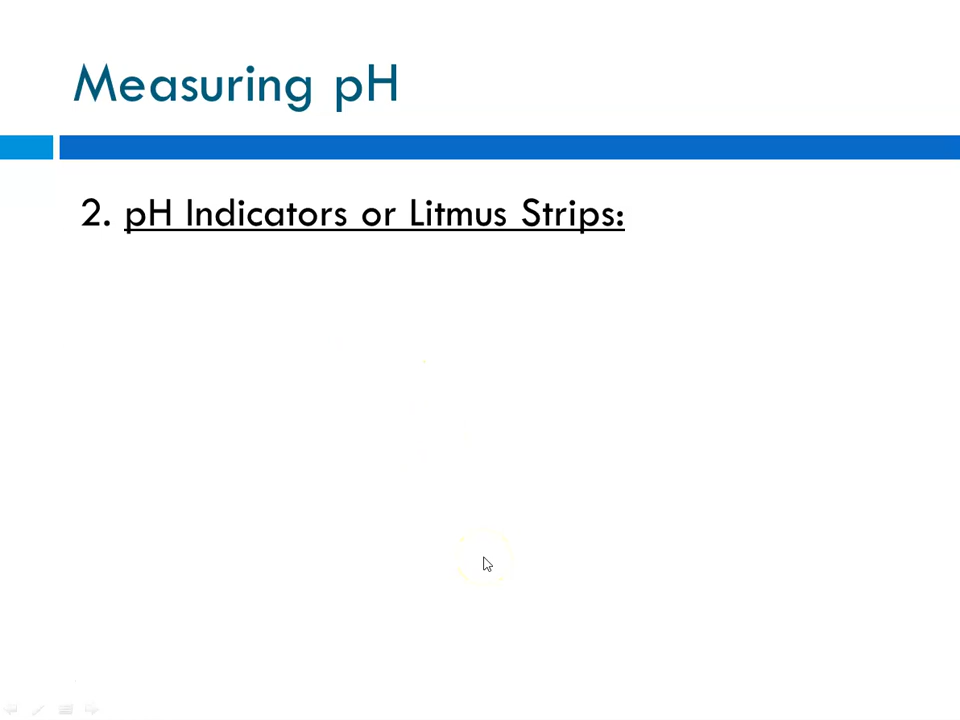 Measuring pH
2. pH Indicators or Litmus Strips: